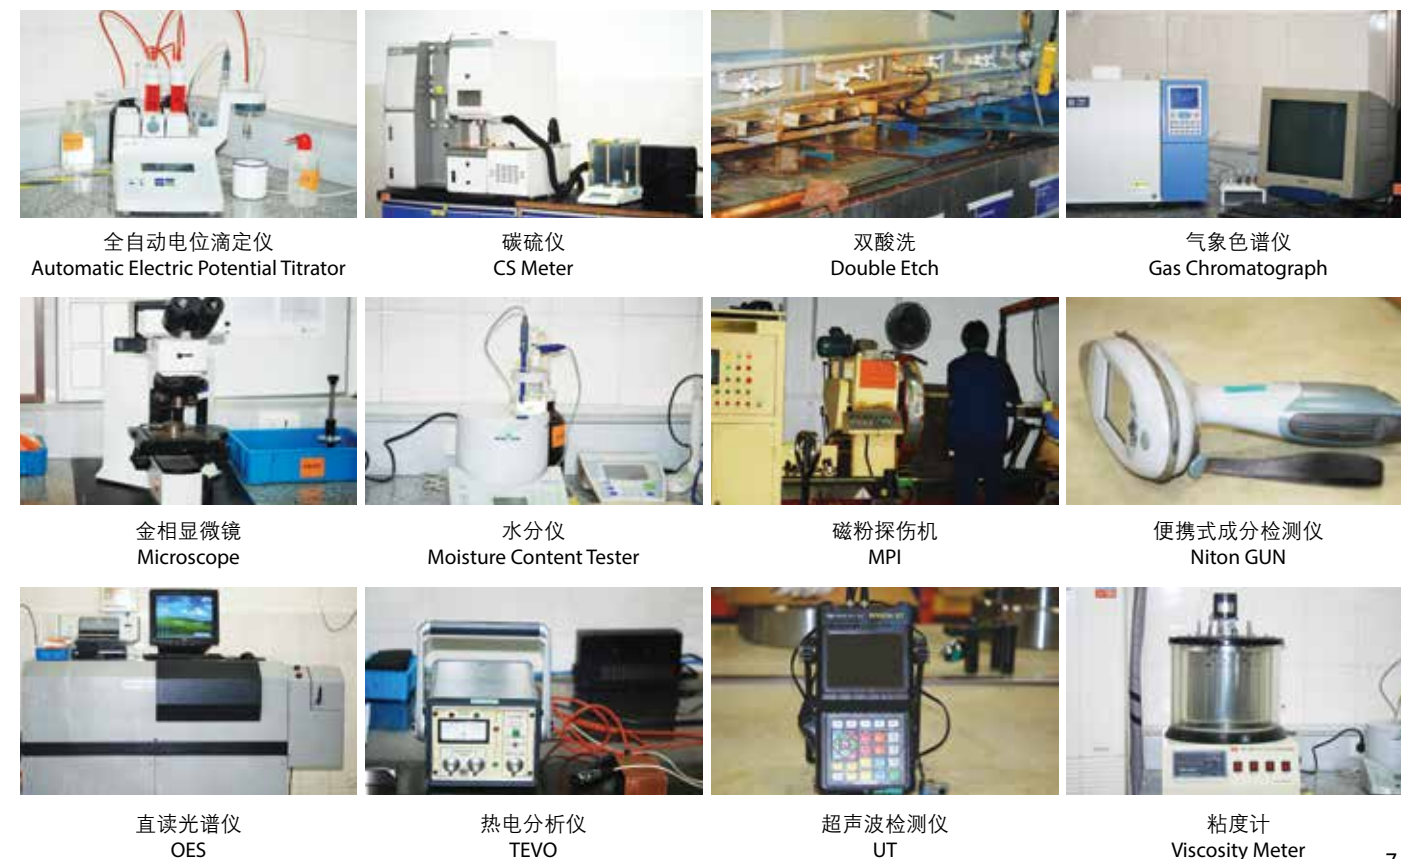 全自动电位滴定仪
Automatic Electric Potential Titrator
碳硫仪
CS Meter
双酸洗
Double Etch
气象色谱仪
Gas Chromatograph
金相显微镜
Microscope
水分仪
Moisture Content Tester
磁粉探伤机
MPI
便携式成分检测仪
Niton GUN
直读光谱仪
OES
热电分析仪
TEVO
超声波检测仪
UT
粘度计
Viscosity Meter